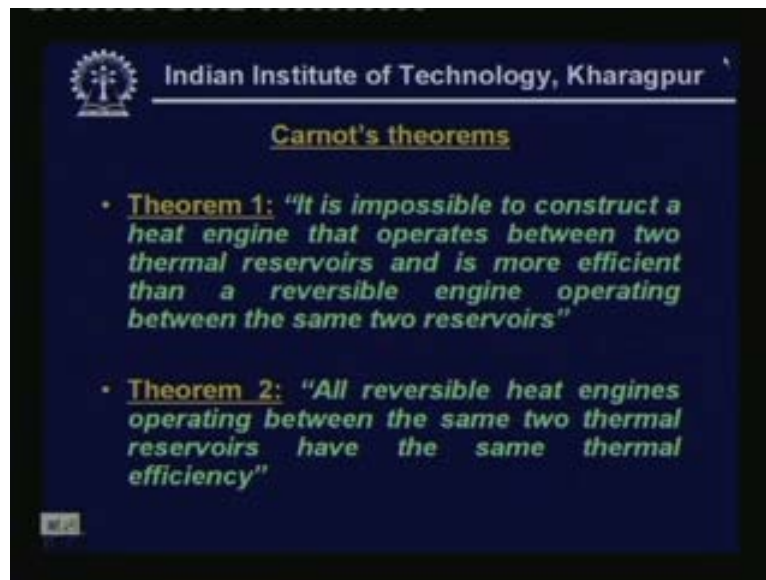 Indian Institute of Technology, Kharagpur
Carnot's theorems
• Theorem 1: “It is impossible to construct a
heat engine that operates between two
thermal reservoirs and is more efficient
than a reversible engine operating
between the same two reservoirs”
• Theorem 2: “All reversible heat engines
operating between the same two thermal
reservoirs have the same thermal
efficiency”